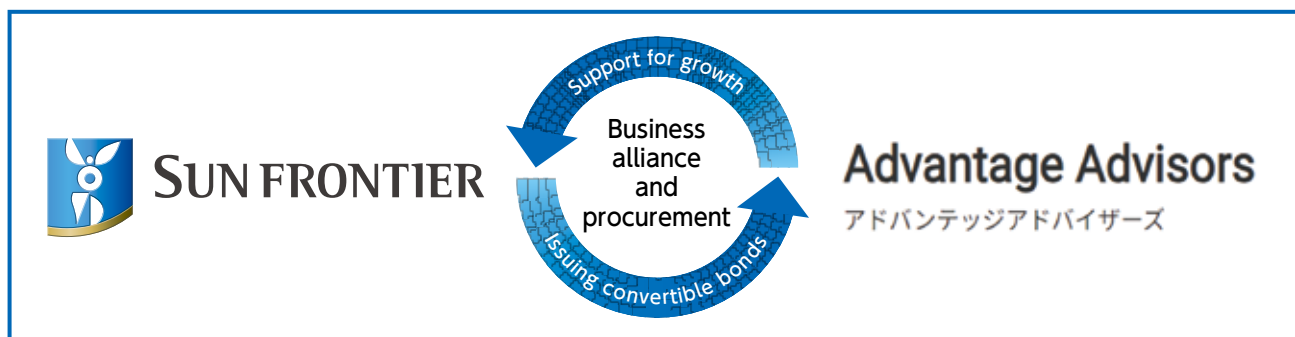 SUN FRONTIER
Support for growth
Business
alliance
and
procurement
Issuing convertible bonds
Advantage Advisors
アドバンテッジアドバイザーズ